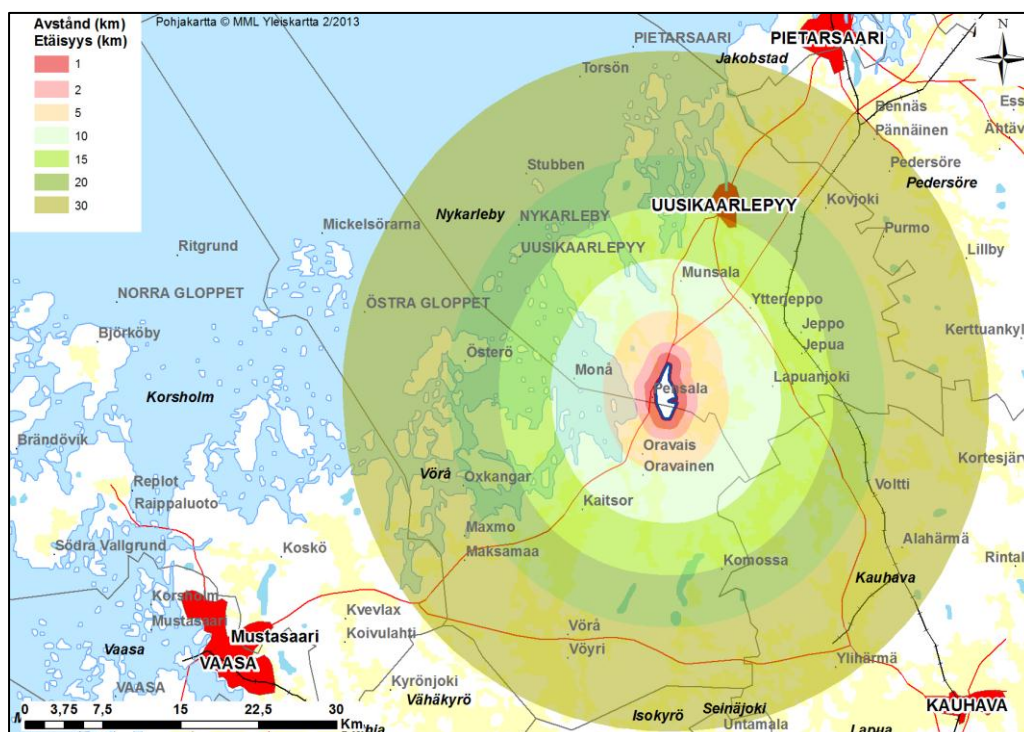 Avstånd (km)
Etäisyys (km)
1
2
5
10
15
20
30
Pohjakartta © MML Yleiskartta 2/2013
N
PIETARSAARI
PIETARSAARI
Jakobstad
Torsön
Bennäs
Ess
Pännäinen
Ähtäv
Pedersöre
Pedersöre
Stubben
UUSIKAARLEPYY
Kovjoki
Nykarleby
NYKARLEBY
Mickelsörarna
Purmo
Ritgrund
UUSIKAARLEPYY
Lillby
Munsala
NORRA GLOPPET
ÖSTRA GLOPPET
Ytterjeppo
Björköby
Jeppo
Kerttuankyl
Jepua
Österö
Monå
Lapuanjoki
Pensala
Korsholm
Brändövik
Oravais
Kortesjärv
Oravainen
Vörå
Oxkangar
Replot
Voltti
Raippaluoto
Kaitsor
Maxmo
Södra Vallgrund
Koskö
Maksamaa
Alahärmä
Rintal
Komossa
Kauhava
Korsholm
Kvevlax
Mustasaari
Mustasaari
Koivulahti
Vörå
Vaasa
VAASA
Vöyri
Ylihärmä
VAASA
Kyrönjoki
Vähäkyrö
KAUHAVA
Isokyrö
Seinäjoki
Untamala
Lapua
0 3,75 7,5 15 22,5 30
Km